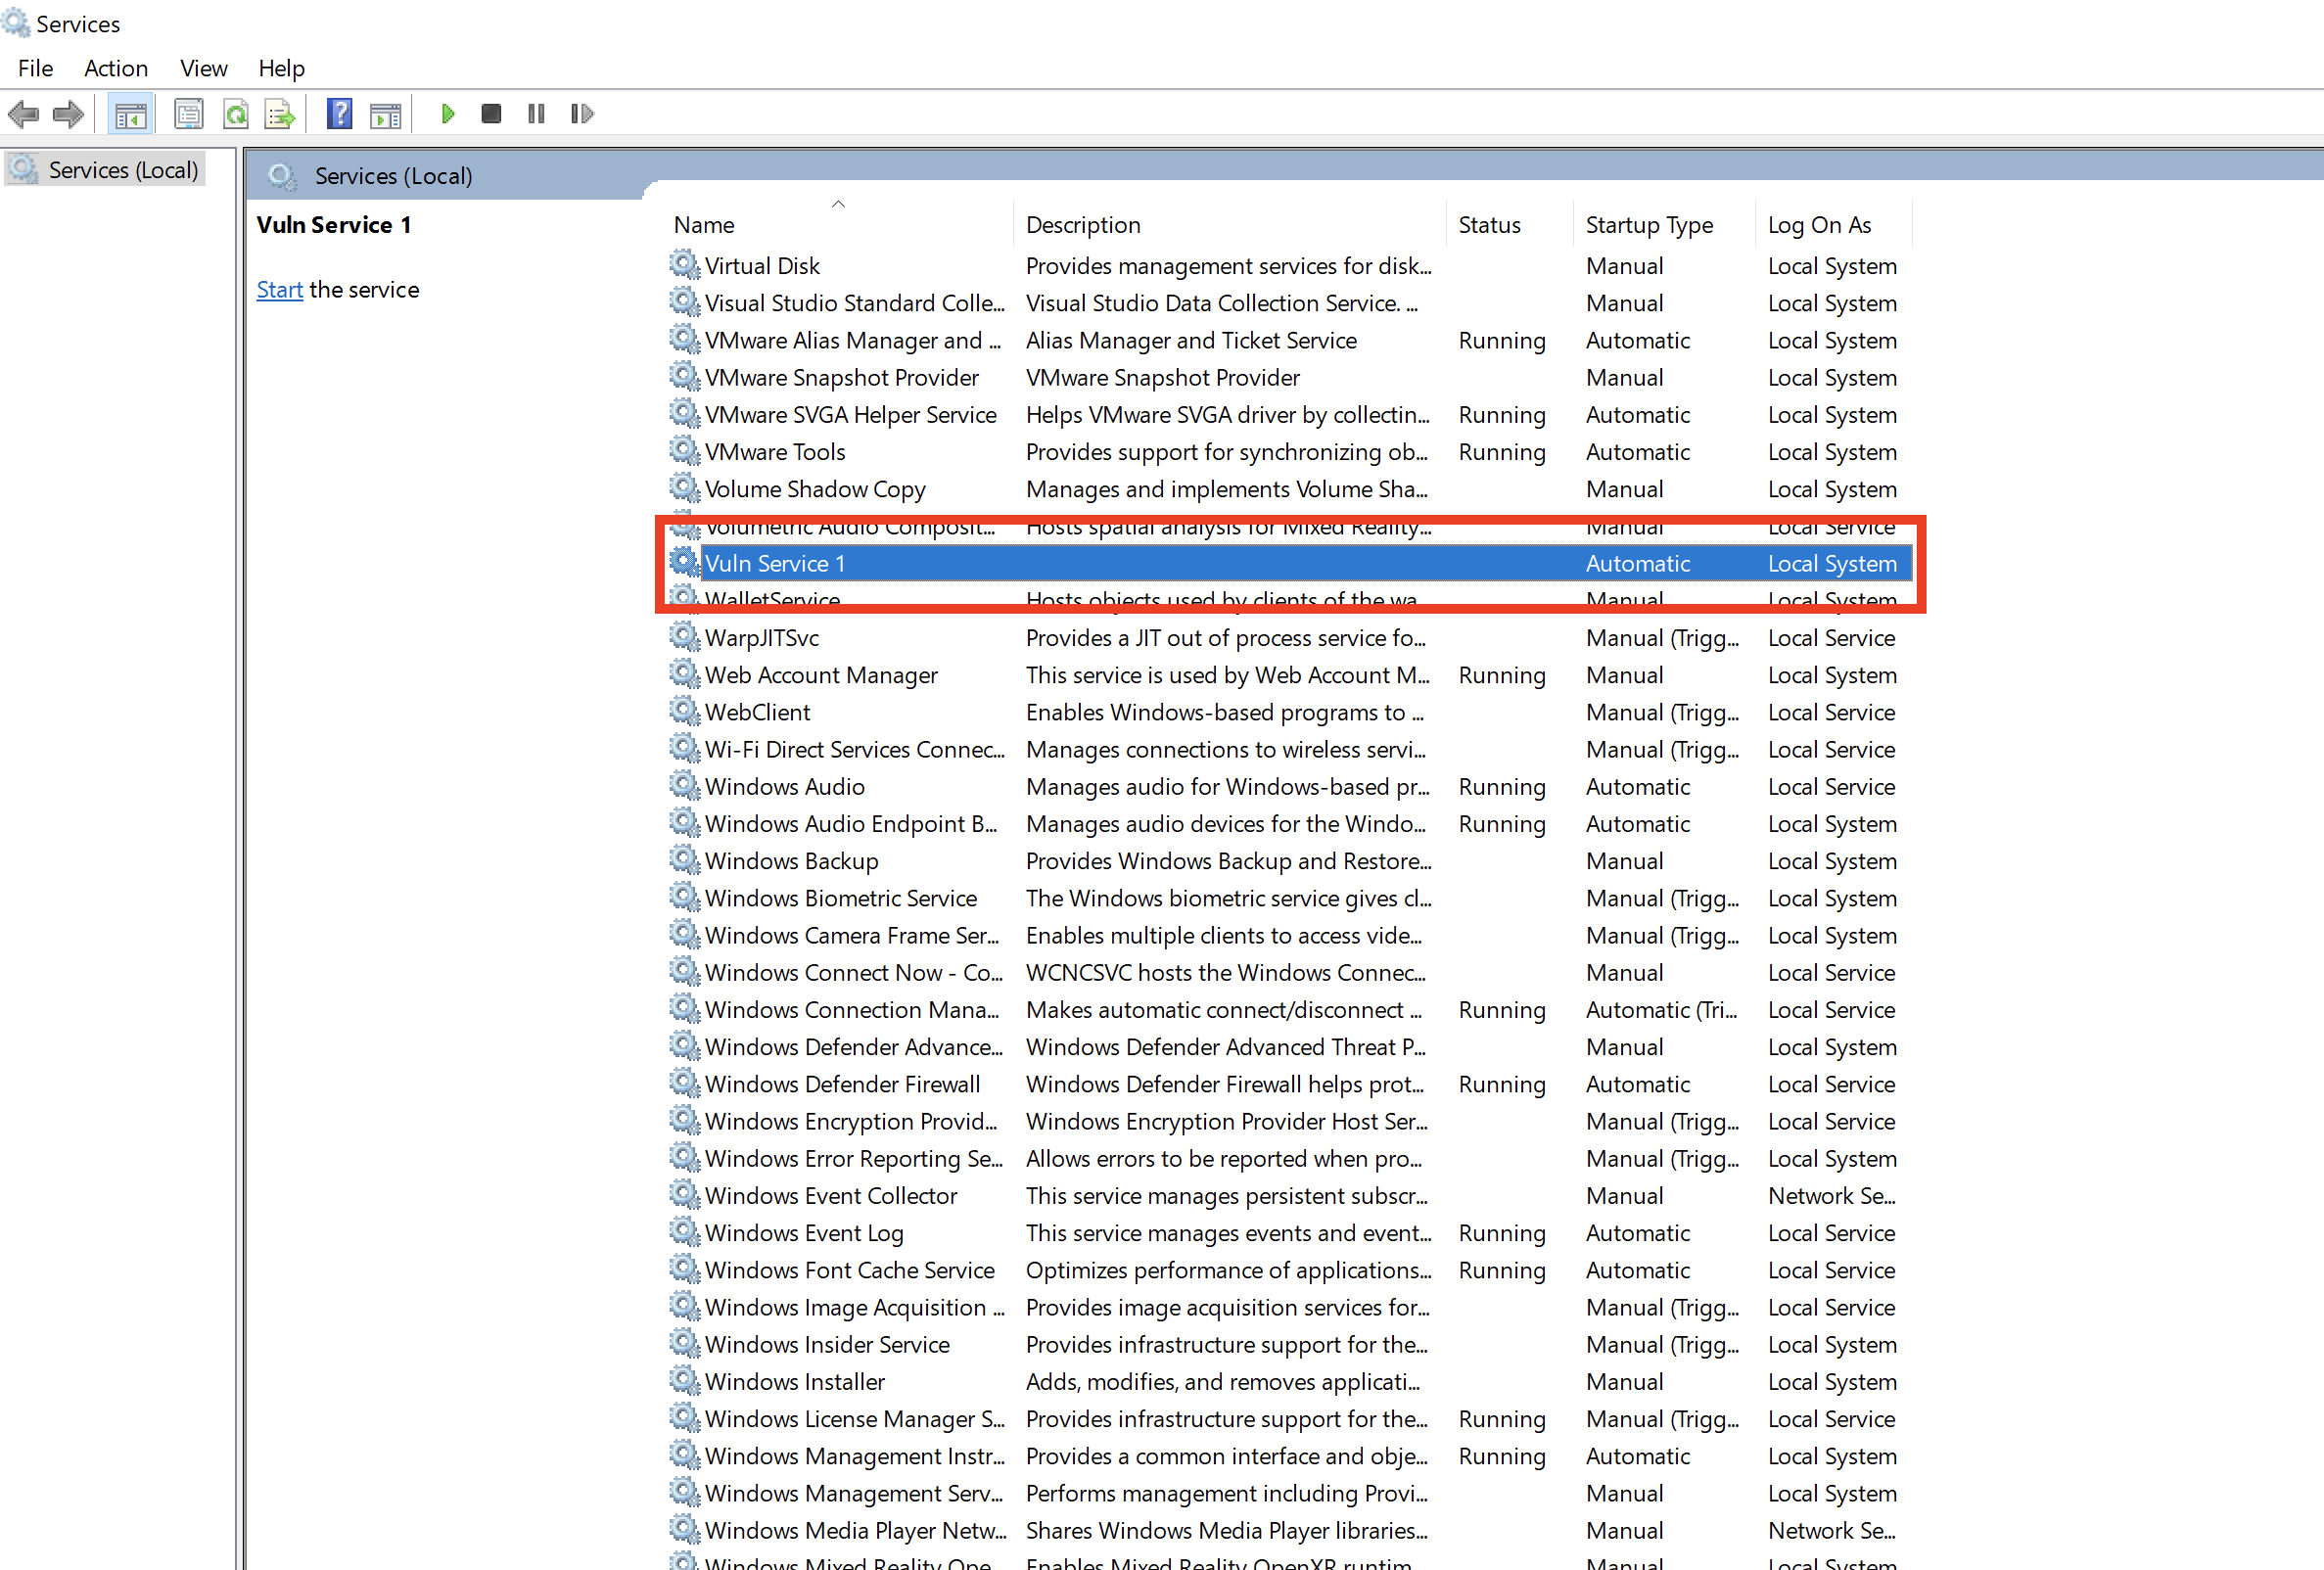 Services
File Action View Help
Services (Local)
Services (Local)
Vuln Service 1
Start the service
Name Description Status Startup Type Log On As
Virtual Disk Provides management services for disk... Manual Local System
Visual Studio Standard Colle... Visual Studio Data Collection Service. ... Manual Local System
VMware Alias Manager and ... Alias Manager and Ticket Service Running Automatic Local System
VMware Snapshot Provider VMware Snapshot Provider Manual Local System
VMware SVGA Helper Service Helps VMware SVGA driver by collectin... Running Automatic Local System
VMware Tools Provides support for synchronizing ob... Running Automatic Local System
Volume Shadow Copy Manages and implements Volume Sha... Manual Local System
Volumetric Audio Composit... Hosts spatial analysis for Mixed Reality... Manual Local Service
Vuln Service 1 Automatic Local System
WalletService Hosts objects used by clients of the wa... Manual Local System
WarpJITSvc Provides a JIT out of process service fo... Manual (Trigg... Local Service
Web Account Manager This service is used by Web Account M... Running Manual Local System
WebClient Enables Windows-based programs to ... Manual (Trigg... Local Service
Wi-Fi Direct Services Connec... Manages connections to wireless servi... Manual (Trigg... Local Service
Windows Audio Manages audio for Windows-based pr... Running Automatic Local Service
Windows Audio Endpoint B... Manages audio devices for the Windo... Running Automatic Local System
Windows Backup Provides Windows Backup and Restore... Manual Local System
Windows Biometric Service The Windows biometric service gives cl... Manual (Trigg... Local System
Windows Camera Frame Ser... Enables multiple clients to access vide... Manual (Trigg... Local System
Windows Connect Now - Co... WCNCSVC hosts the Windows Connec... Manual Local Service
Windows Connection Mana... Makes automatic connect/disconnect ... Running Automatic (Tri... Local Service
Windows Defender Advance... Windows Defender Advanced Threat P... Manual Local System
Windows Defender Firewall Windows Defender Firewall helps prot... Running Automatic Local Service
Windows Encryption Provid... Windows Encryption Provider Host Ser... Manual (Trigg... Local Service
Windows Error Reporting Se... Allows errors to be reported when pro... Manual (Trigg... Local System
Windows Event Collector This service manages persistent subscr... Manual Network Se...
Windows Event Log This service manages events and event... Running Automatic Local Service
Windows Font Cache Service Optimizes performance of applications... Running Automatic Local Service
Windows Image Acquisition ... Provides image acquisition services for... Manual (Trigg... Local Service
Windows Insider Service Provides infrastructure support for the... Manual (Trigg... Local System
Windows Installer Adds, modifies, and removes applicati... Manual Local System
Windows License Manager S... Provides infrastructure support for the... Running Manual (Trigg... Local Service
Windows Management Instr... Provides a common interface and obje... Running Automatic Local System
Windows Management Serv... Performs management including Provi... Manual Local System
Windows Media Player Netw... Shares Windows Media Player libraries... Manual Network Se...
Windows Mixed Reality Ope... Enables Mixed Reality OpenXR runtim... Manual Local System